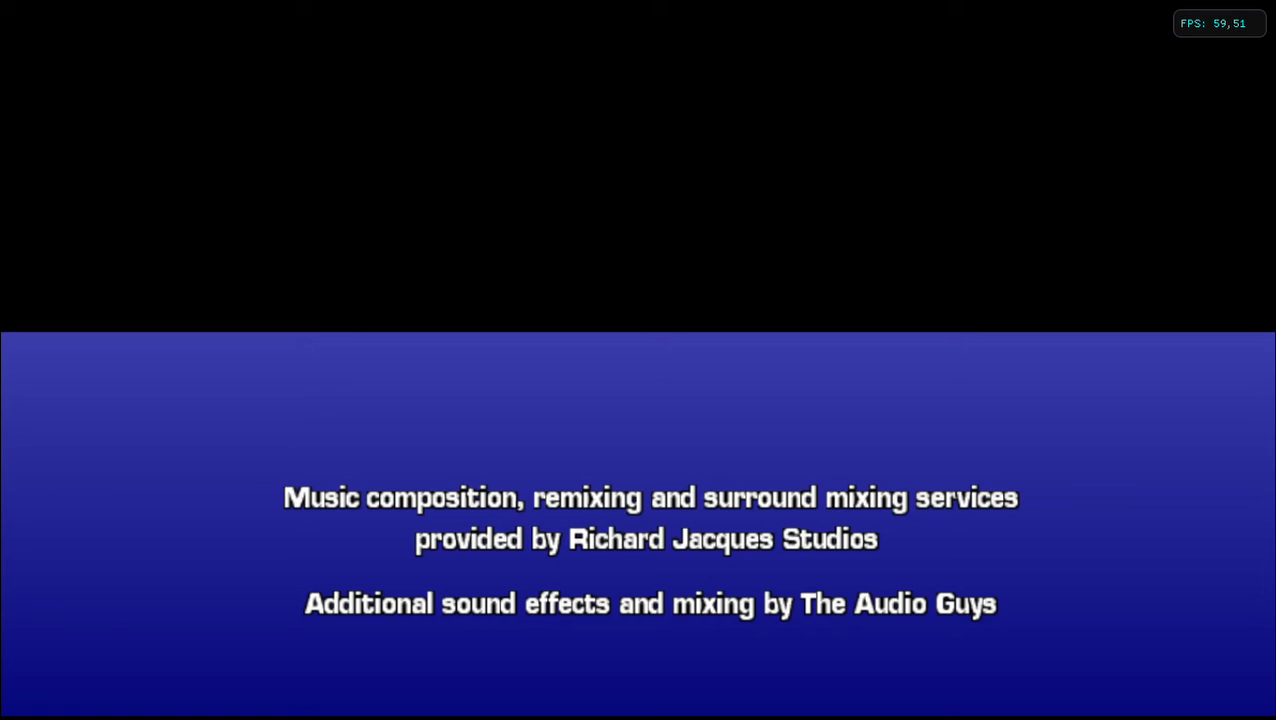 FPS: 59,51
Music composition, remixing and surround mixing services
provided by Richard Jacques Studios
Additional sound effects and mixing by The Audio Guys